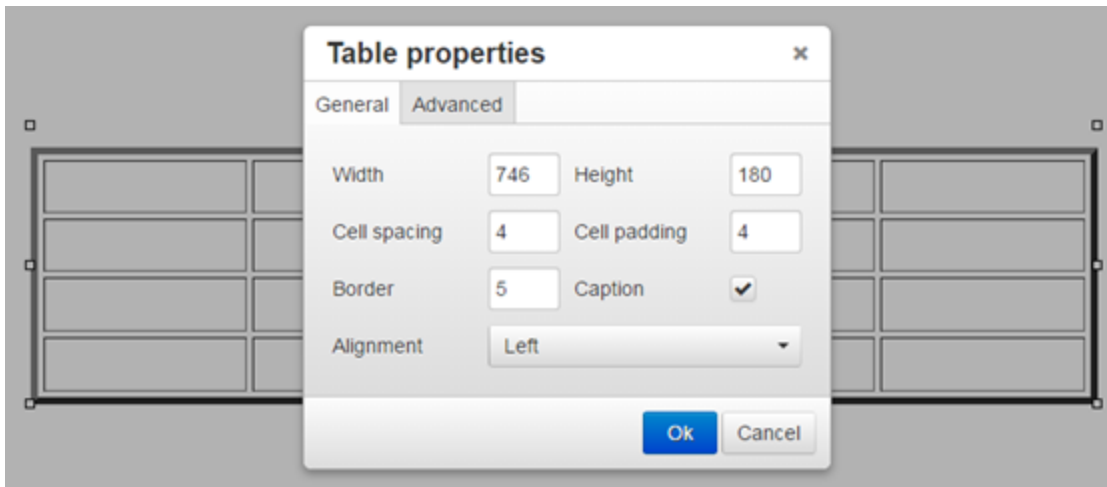 Table properties ×
General Advanced
Width 746 Height 180
Cell spacing 4 Cell padding 4
Border 5 Caption
Alignment Left
Ok Cancel